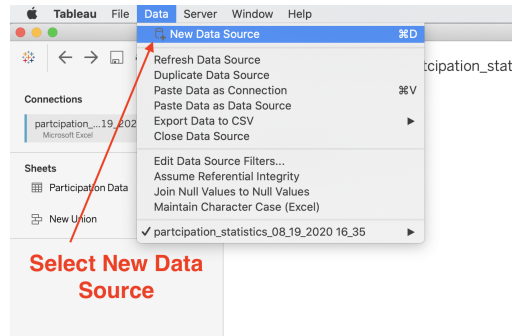 Tableau File Data Server Window Help
New Data Source ⌘D
Refresh Data Source
Duplicate Data Source
Paste Data as Connection ⌘V
Paste Data as Data Source
Export Data to CSV ▶
Close Data Source
Edit Data Source Filters...
Assume Referential Integrity
Join Null Values to Null Values
Maintain Character Case (Excel)
✓ partcipation_statistics_08_19_2020 16_35 ▶
tcipation_stat
Connections
partcipation_...19_202
Microsoft Excel
Sheets
Participation Data
New Union
Select New Data
Source